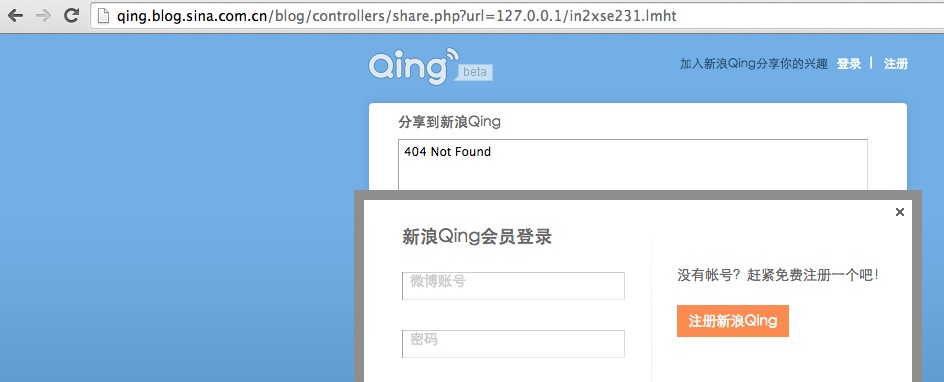 qing.blog.sina.com.cn/blog/controllers/share.php?url=127.0.0.1/in2xse231.lmht
Qing beta
加入新浪Qing分享你的兴趣 登录 | 注册
分享到新浪Qing
404 Not Found
×
新浪Qing会员登录
微博账号
没有帐号？赶紧免费注册一个吧！
注册新浪Qing
密码